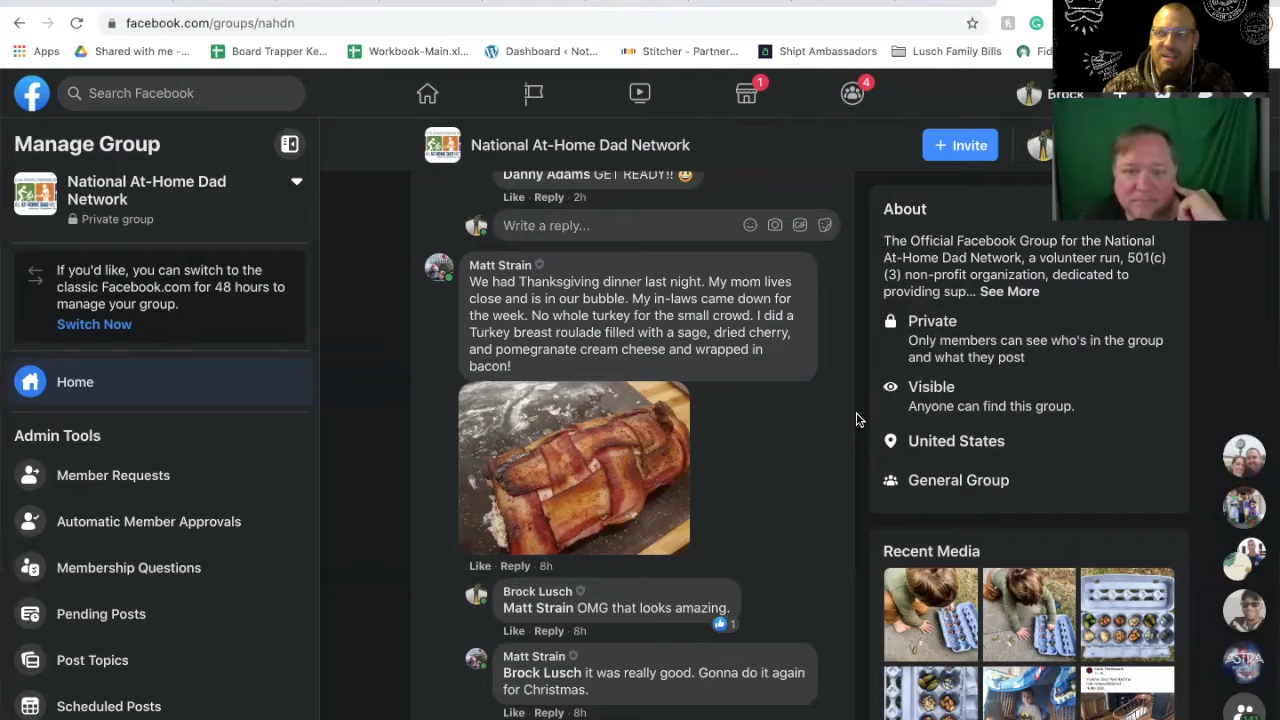 facebook.com/groups/nahdn
Apps
Shared with me -...
Board Trapper Ke...
Workbook-Main.xl...
Dashboard ‹ Not...
Stitcher - Partner...
Shipt Ambassadors
Lusch Family Bills
Fid
Search Facebook
1
4
Brock
Manage Group
National At-Home Dad
Network
Private group
If you'd like, you can switch to the
classic Facebook.com for 48 hours to
manage your group.
Switch Now
Home
Admin Tools
Member Requests
Automatic Member Approvals
Membership Questions
Pending Posts
Post Topics
Scheduled Posts
National At-Home Dad Network
+ Invite
Danny Adams GET READY!!
Like · Reply · 2h
Write a reply...
GIF
Matt Strain
We had Thanksgiving dinner last night. My mom lives
close and is in our bubble. My in-laws came down for
the week. No whole turkey for the small crowd. I did a
Turkey breast roulade filled with a sage, dried cherry,
and pomegranate cream cheese and wrapped in
bacon!
Like · Reply · 8h
Brock Lusch
Matt Strain OMG that looks amazing.
1
Like · Reply · 8h
Matt Strain
Brock Lusch it was really good. Gonna do it again
for Christmas.
Like · Reply · 8h
About
The Official Facebook Group for the National
At-Home Dad Network, a volunteer run, 501(c)
(3) non-profit organization, dedicated to
providing sup... See More
Private
Only members can see who's in the group
and what they post
Visible
Anyone can find this group.
United States
General Group
Recent Media